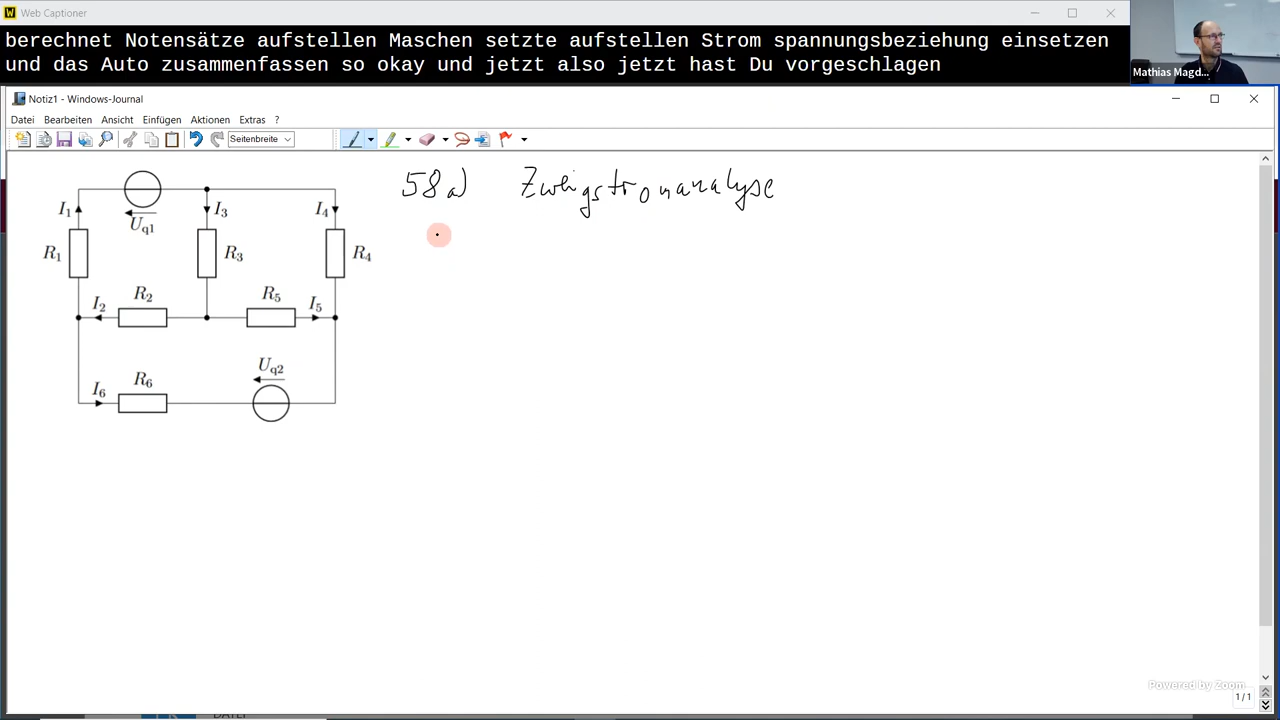 Web Captioner
berechnet Notensätze aufstellen Maschen setzte aufstellen Strom spannungsbeziehung einsetzen
und das Auto zusammenfassen so okay und jetzt also jetzt hast Du vorgeschlagen
Mathias Magd...
Notiz1 - Windows-Journal
Datei Bearbeiten Ansicht Einfügen Aktionen Extras ?
Seitenbreite
58a) Zweigstromanalyse
I1 Uq1 I3 I4
R1 R3 R4
I2 R2 R5 I5
Uq2
I6 R6
Powered by Zoom
1/1
DATEI